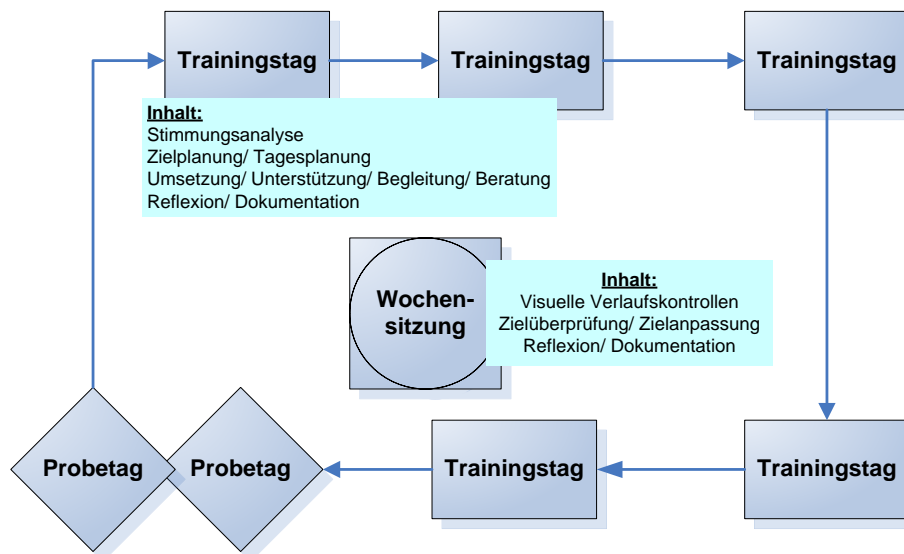 Trainingstag
Trainingstag
Trainingstag
Inhalt:
Stimmungsanalyse
Zielplanung/ Tagesplanung
Umsetzung/ Unterstützung/ Begleitung/ Beratung
Reflexion/ Dokumentation
Wochen-
sitzung
Inhalt:
Visuelle Verlaufskontrollen
Zielüberprüfung/ Zielanpassung
Reflexion/ Dokumentation
Probetag
Probetag
Trainingstag
Trainingstag